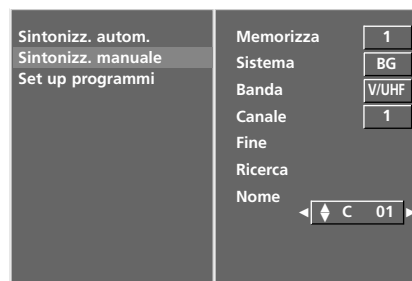 Sintonizz. autom.
Sintonizz. manuale
Set up programmi
Memorizza 1
Sistema BG
Banda V/UHF
Canale 1
Fine
Ricerca
Nome
C 01